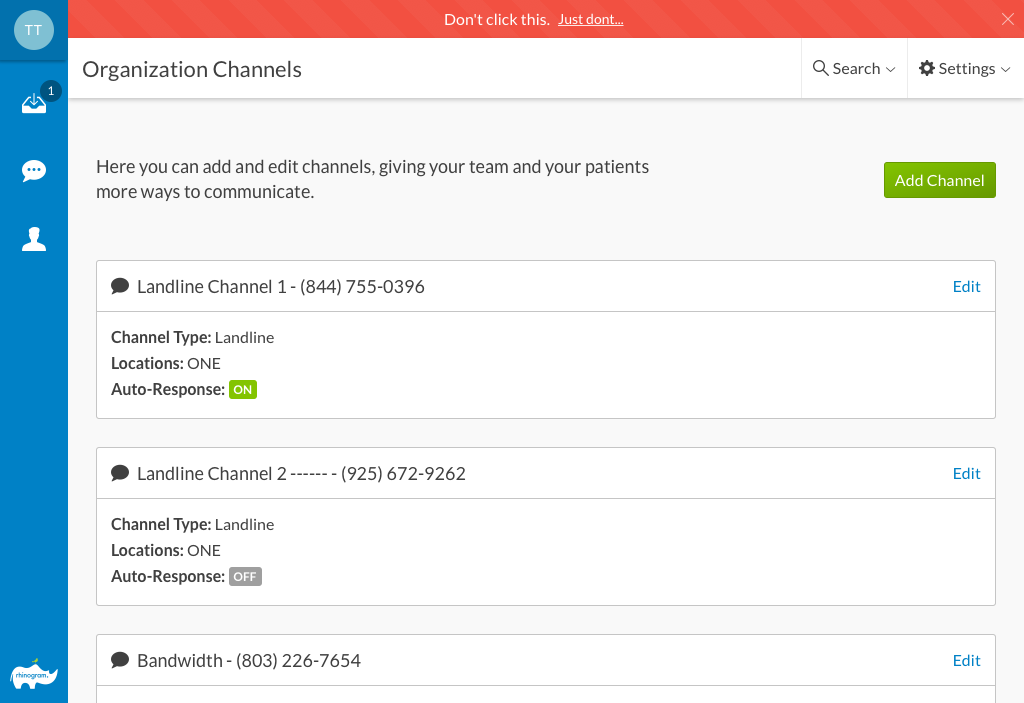 TT
Don't click this. Just dont...
Organization Channels
Search
Settings
1
Here you can add and edit channels, giving your team and your patients
more ways to communicate.
Add Channel
Landline Channel 1 - (844) 755-0396
Edit
Channel Type: Landline
Locations: ONE
Auto-Response: ON
Landline Channel 2 ------ - (925) 672-9262
Edit
Channel Type: Landline
Locations: ONE
Auto-Response: OFF
Bandwidth - (803) 226-7654
Edit
rhinogram.